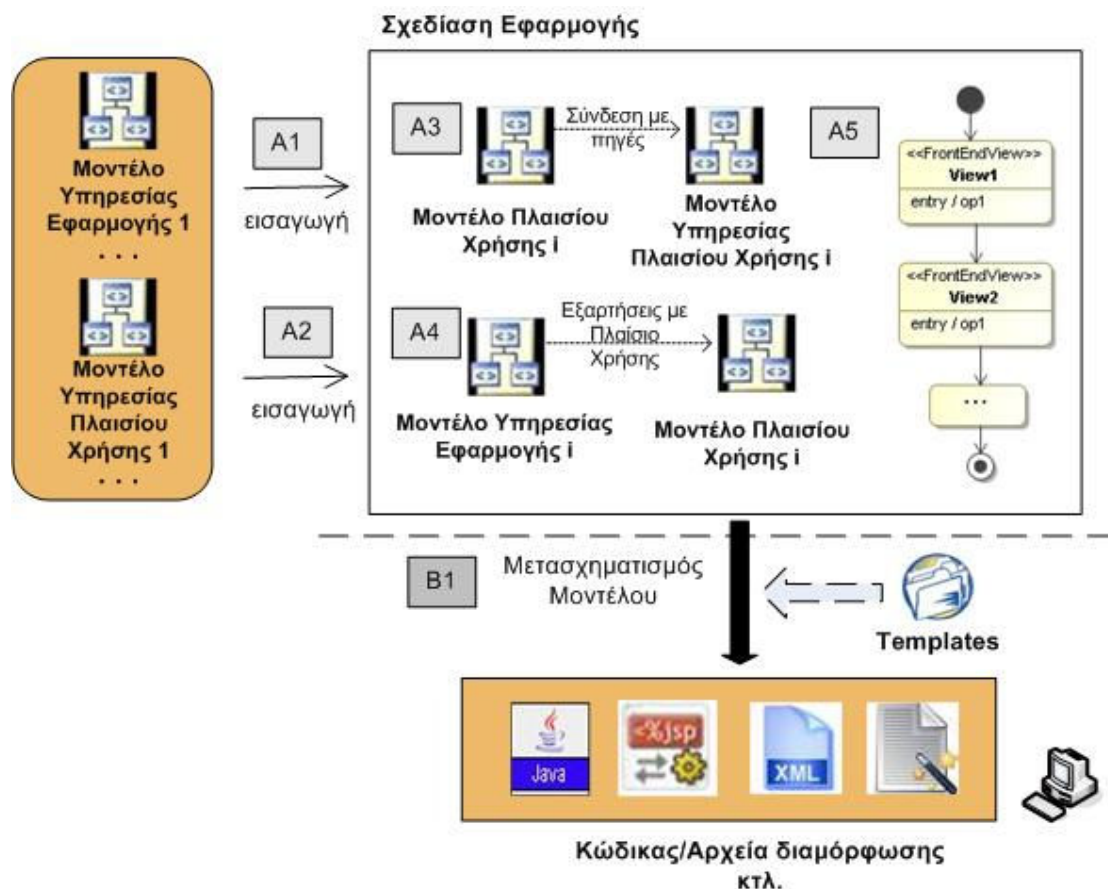 Σχεδίαση Εφαρμογής
Μοντέλο
Υπηρεσίας
Εφαρμογής 1
. . .
Μοντέλο
Υπηρεσίας
Πλαισίου
Χρήσης 1
. . .
A1
εισαγωγή
A2
εισαγωγή
A3
Σύνδεση με
πηγές
Μοντέλο Πλαισίου
Χρήσης i
Μοντέλο
Υπηρεσίας
Πλαισίου Χρήσης i
A4
Εξαρτήσεις με
Πλαίσιο
Χρήσης
Μοντέλο Υπηρεσίας
Εφαρμογής i
Μοντέλο Πλαισίου
Χρήσης i
A5
<<FrontEndView>>
View1
entry / op1
<<FrontEndView>>
View2
entry / op1
...
B1
Μετασχηματισμός
Μοντέλου
Templates
Java
<%jsp
XML
Κώδικας/Αρχεία διαμόρφωσης
κτλ.